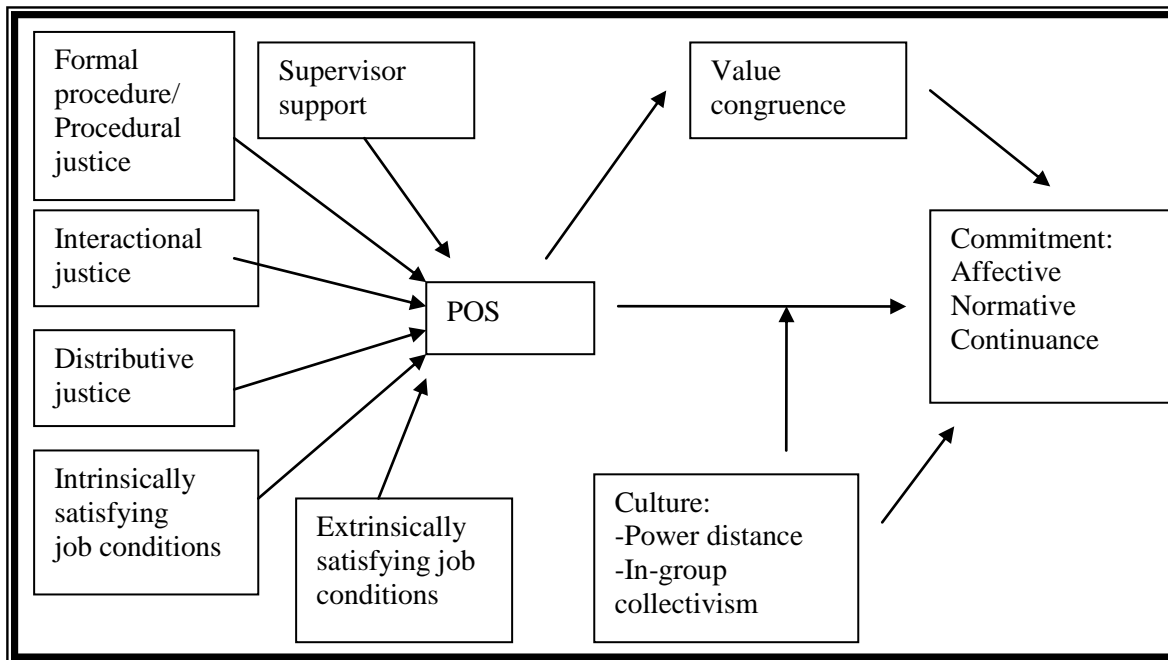 Formal
procedure/
Procedural
justice
Supervisor
support
Value
congruence
Interactional
justice
POS
Commitment:
Affective
Normative
Continuance
Distributive
justice
Intrinsically
satisfying
job conditions
Extrinsically
satisfying job
conditions
Culture:
-Power distance
-In-group
collectivism